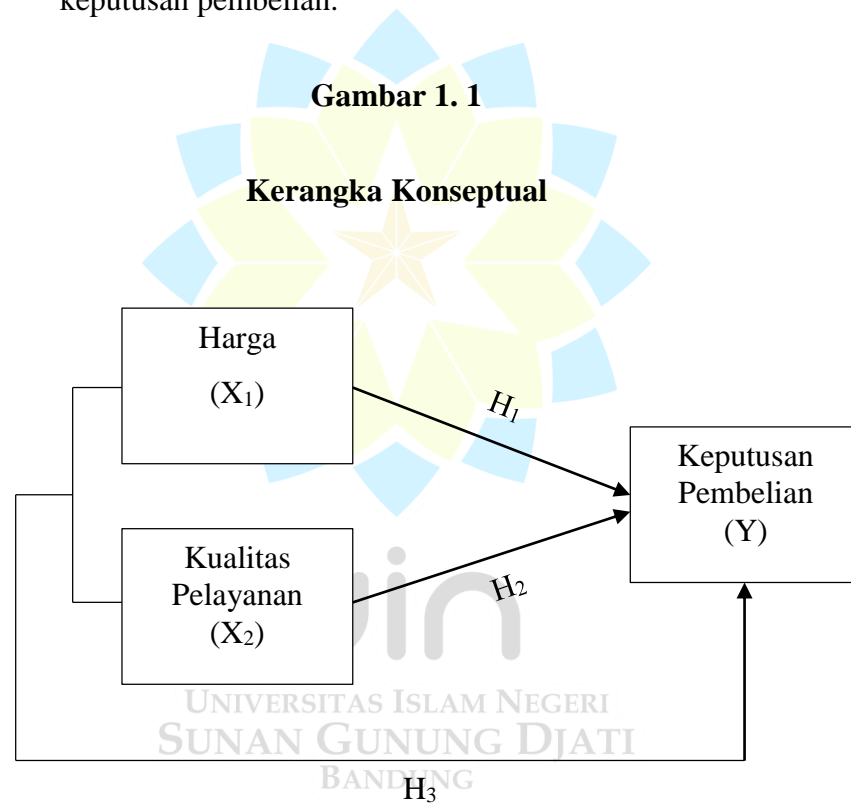 keputusan pembelian.
Gambar 1. 1
Kerangka Konseptual
Harga
(X₁)
H₁
Keputusan
Pembelian
(Y)
Kualitas
Pelayanan
(X₂)
H₂
uin
UNIVERSITAS ISLAM NEGERI
SUNAN GUNUNG DJATI
BANDUNG
H₃